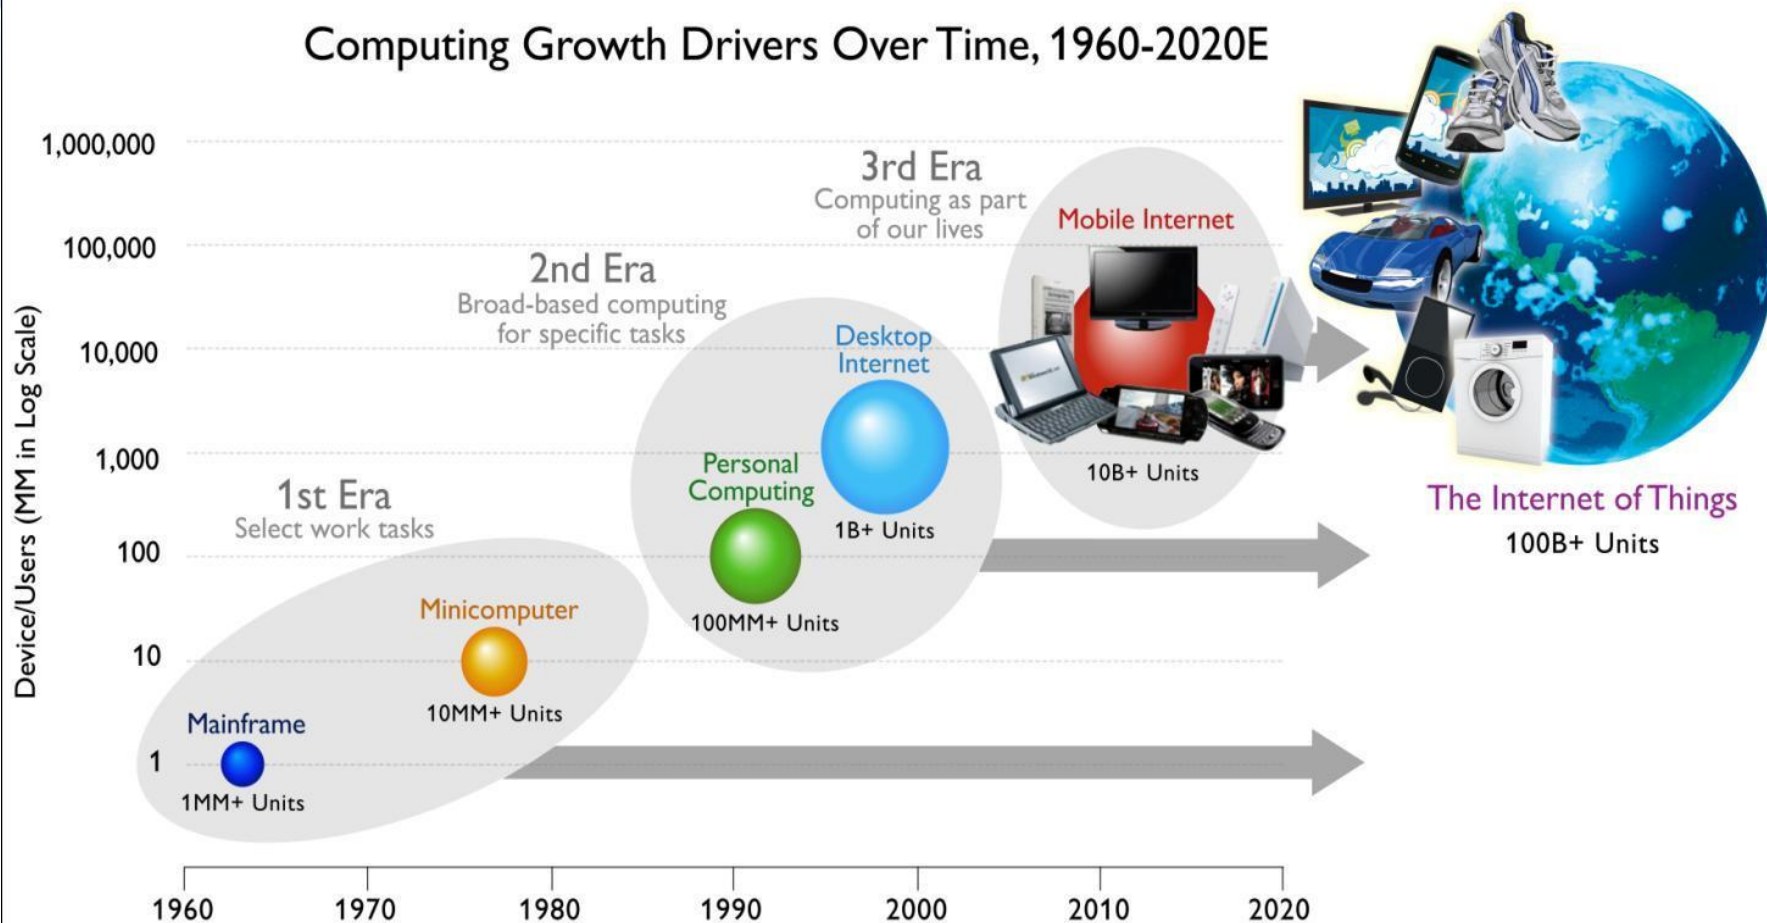 Computing Growth Drivers Over Time, 1960-2020E
Device/Users (MM in Log Scale)
1,000,000
100,000
10,000
1,000
100
10
1
1st Era
Select work tasks
Mainframe
1MM+ Units
Minicomputer
10MM+ Units
2nd Era
Broad-based computing
for specific tasks
Personal
Computing
100MM+ Units
Desktop
Internet
1B+ Units
3rd Era
Computing as part
of our lives
Mobile Internet
10B+ Units
The Internet of Things
100B+ Units
1960
1970
1980
1990
2000
2010
2020